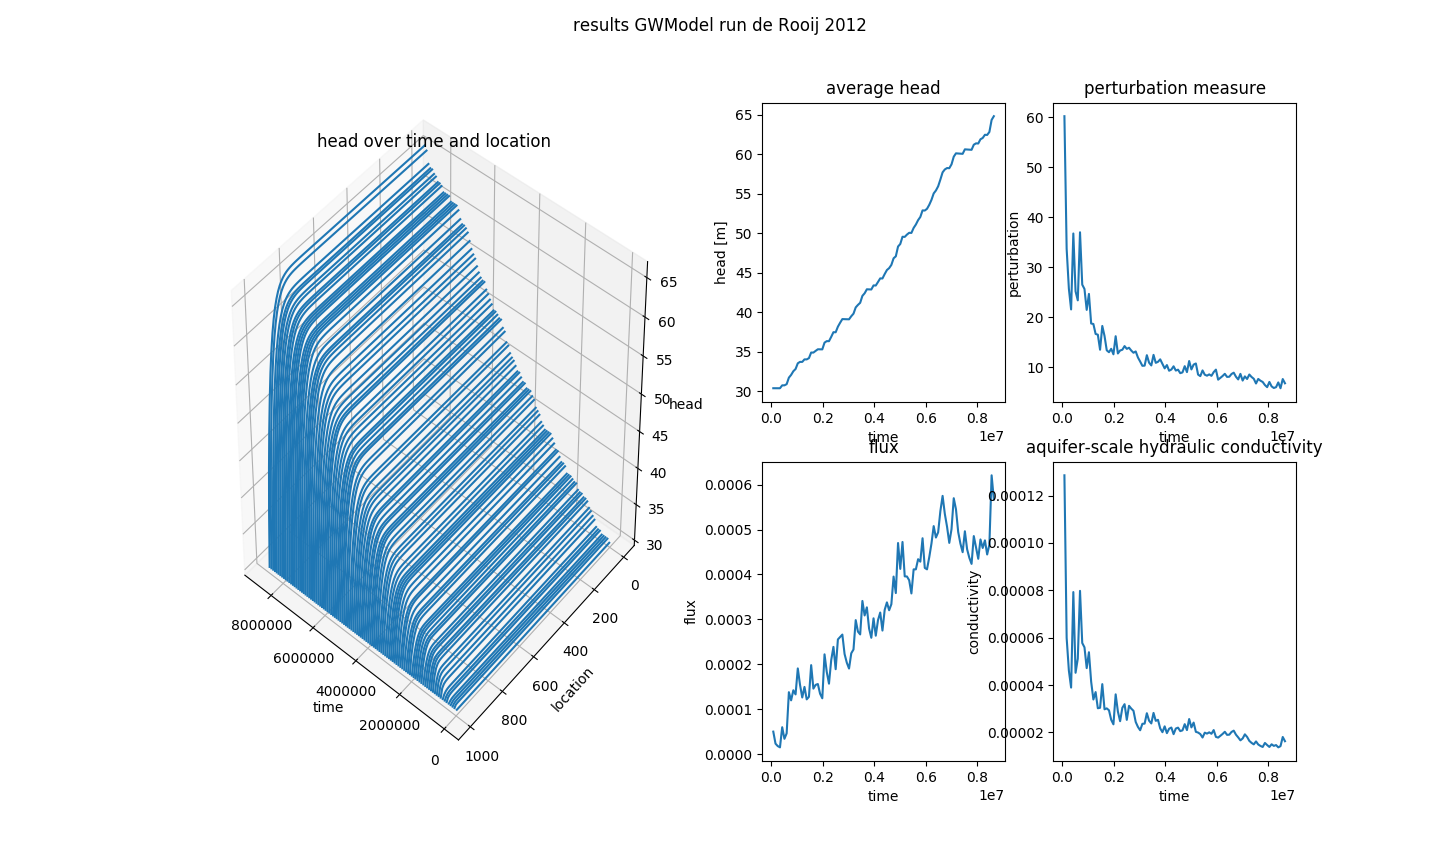 results GWModel run de Rooij 2012
head over time and location
65
60
55
50
45
40
35
30
head
0
200
400
600
800
1000
location
8000000
6000000
4000000
2000000
0
time
average head
65
60
55
50
45
40
35
30
head [m]
0.0 0.2 0.4 0.6 0.8
1e7
time
perturbation measure
60
50
40
30
20
10
perturbation
0.0 0.2 0.4 0.6 0.8
1e7
time
flux
0.0006
0.0005
0.0004
0.0003
0.0002
0.0001
0.0000
flux
0.0 0.2 0.4 0.6 0.8
1e7
time
aquifer-scale hydraulic conductivity
0.00012
0.00010
0.00008
0.00006
0.00004
0.00002
conductivity
0.0 0.2 0.4 0.6 0.8
1e7
time